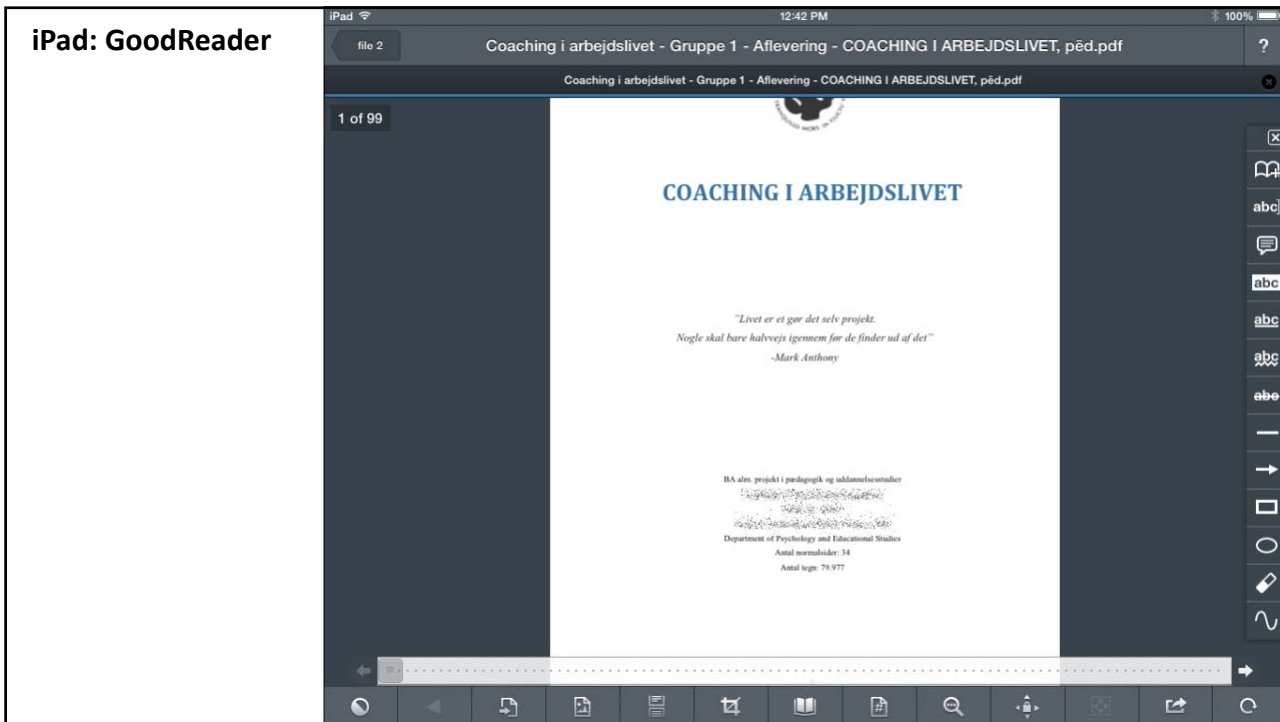 iPad: GoodReader
iPad 12:42 PM 100%
file 2 Coaching i arbejdslivet - Gruppe 1 - Aflevering - COACHING I ARBEJDSLIVET, pēd.pdf ?
Coaching i arbejdslivet - Gruppe 1 - Aflevering - COACHING I ARBEJDSLIVET, pēd.pdf
1 of 99
COACHING I ARBEJDSLIVET
"Livet er et gør det selv projekt.
Nogle skal bare halvvejs igennem før de finder ud af det"
-Mark Anthony
BA alm. projekt i pædagogik og uddannelsesstudier
Department of Psychology and Educational Studies
Antal normalsider: 34
Antal tegn: 79.977
abc
abc
abc
abc
abc